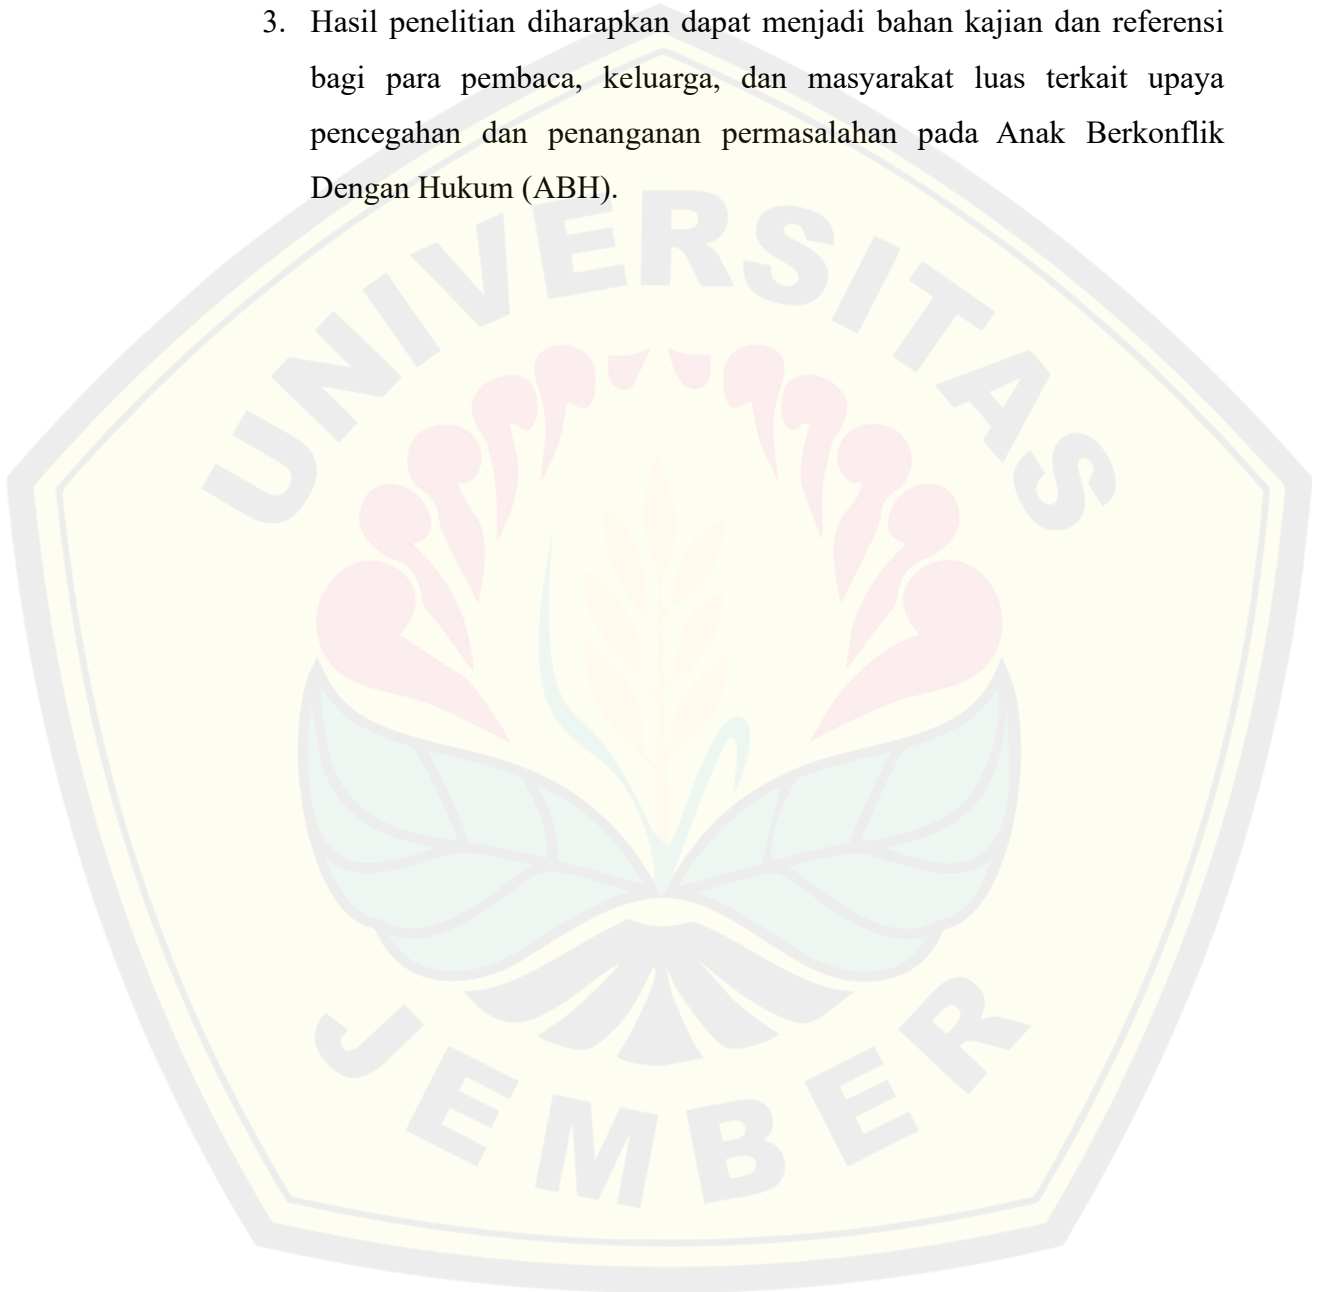 3. Hasil penelitian diharapkan dapat menjadi bahan kajian dan referensi
bagi para pembaca, keluarga, dan masyarakat luas terkait upaya
pencegahan dan penanganan permasalahan pada Anak Berkonflik
Dengan Hukum (ABH).
UNIVERSITAS
JEMBER